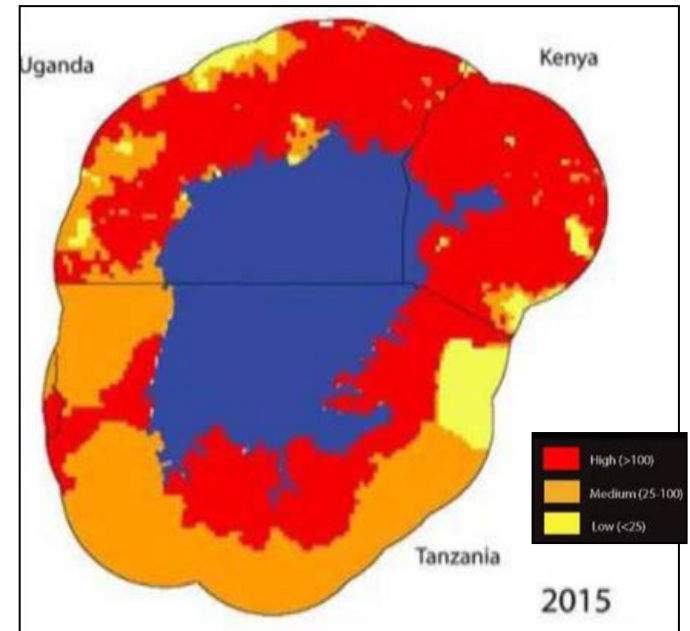 Uganda
Kenya
High (>100)
Medium (25-100)
Low (<25)
Tanzania
2015